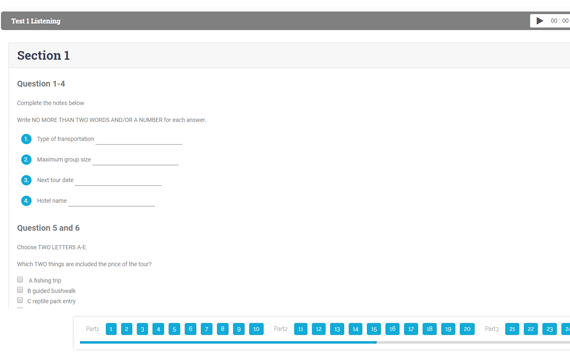 Test 1 Listening
00 : 00
Section 1
Question 1-4
Complete the notes below
Write NO MORE THAN TWO WORDS AND/OR A NUMBER for each answer.
1. Type of transportation
2. Maximum group size
3. Next tour date
4. Hotel name
Question 5 and 6
Choose TWO LETTERS A-E.
Which TWO things are included the price of the tour?
A fishing trip
B guided bushwalk
C reptile park entry
Part1 1 2 3 4 5 6 7 8 9 10 Part2 11 12 13 14 15 16 17 18 19 20 Part3 21 22 23